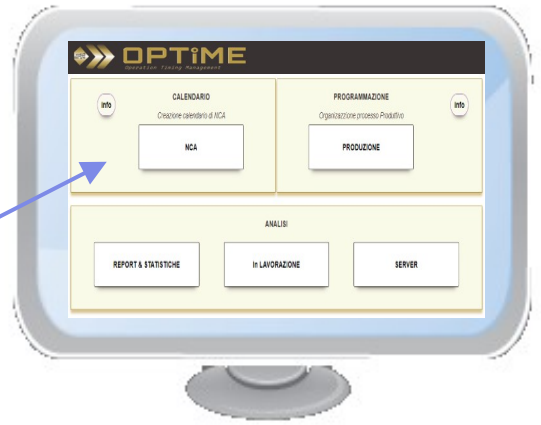 OPTiME
Operation Timing Management
CALENDARIO
Creazione calendario di NCA
info
NCA
PROGRAMMAZIONE
Organizazzione processo Produttivo
info
PRODUZIONE
ANALISI
REPORT & STATISTICHE
In LAVORAZIONE
SERVER